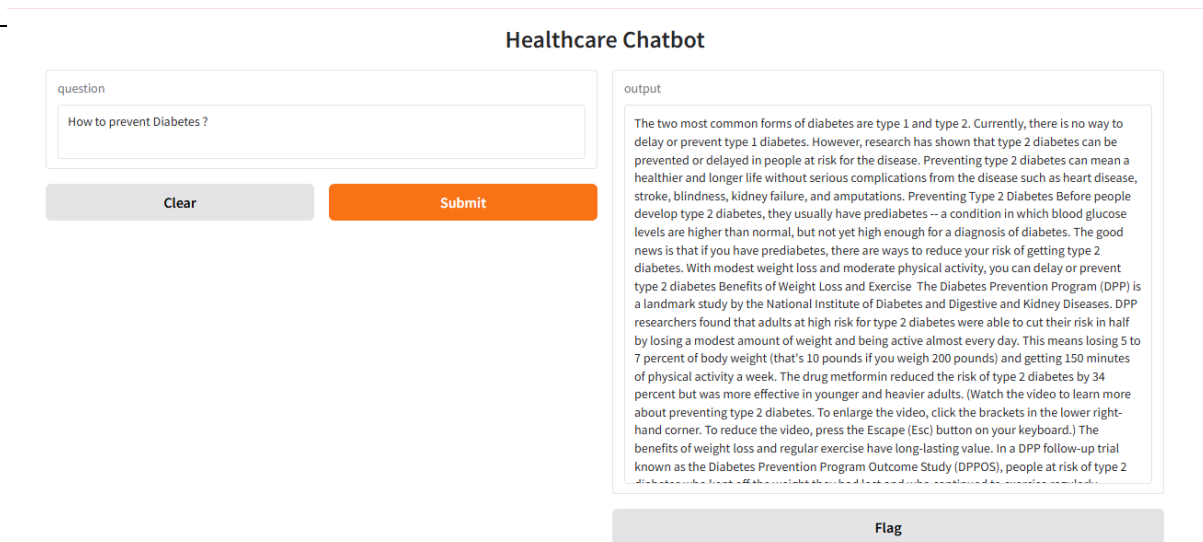 Healthcare Chatbot
question
How to prevent Diabetes ?
Clear
Submit
output
The two most common forms of diabetes are type 1 and type 2. Currently, there is no way to
delay or prevent type 1 diabetes. However, research has shown that type 2 diabetes can be
prevented or delayed in people at risk for the disease. Preventing type 2 diabetes can mean a
healthier and longer life without serious complications from the disease such as heart disease,
stroke, blindness, kidney failure, and amputations. Preventing Type 2 Diabetes Before people
develop type 2 diabetes, they usually have prediabetes -- a condition in which blood glucose
levels are higher than normal, but not yet high enough for a diagnosis of diabetes. The good
news is that if you have prediabetes, there are ways to reduce your risk of getting type 2
diabetes. With modest weight loss and moderate physical activity, you can delay or prevent
type 2 diabetes Benefits of Weight Loss and Exercise The Diabetes Prevention Program (DPP) is
a landmark study by the National Institute of Diabetes and Digestive and Kidney Diseases. DPP
researchers found that adults at high risk for type 2 diabetes were able to cut their risk in half
by losing a modest amount of weight and being active almost every day. This means losing 5 to
7 percent of body weight (that's 10 pounds if you weigh 200 pounds) and getting 150 minutes
of physical activity a week. The drug metformin reduced the risk of type 2 diabetes by 34
percent but was more effective in younger and heavier adults. (Watch the video to learn more
about preventing type 2 diabetes. To enlarge the video, click the brackets in the lower right-
hand corner. To reduce the video, press the Escape (Esc) button on your keyboard.) The
benefits of weight loss and regular exercise have long-lasting value. In a DPP follow-up trial
known as the Diabetes Prevention Program Outcome Study (DPPOS), people at risk of type 2
diabetes who kept off the weight they had lost and who continued to exercise regularly
Flag